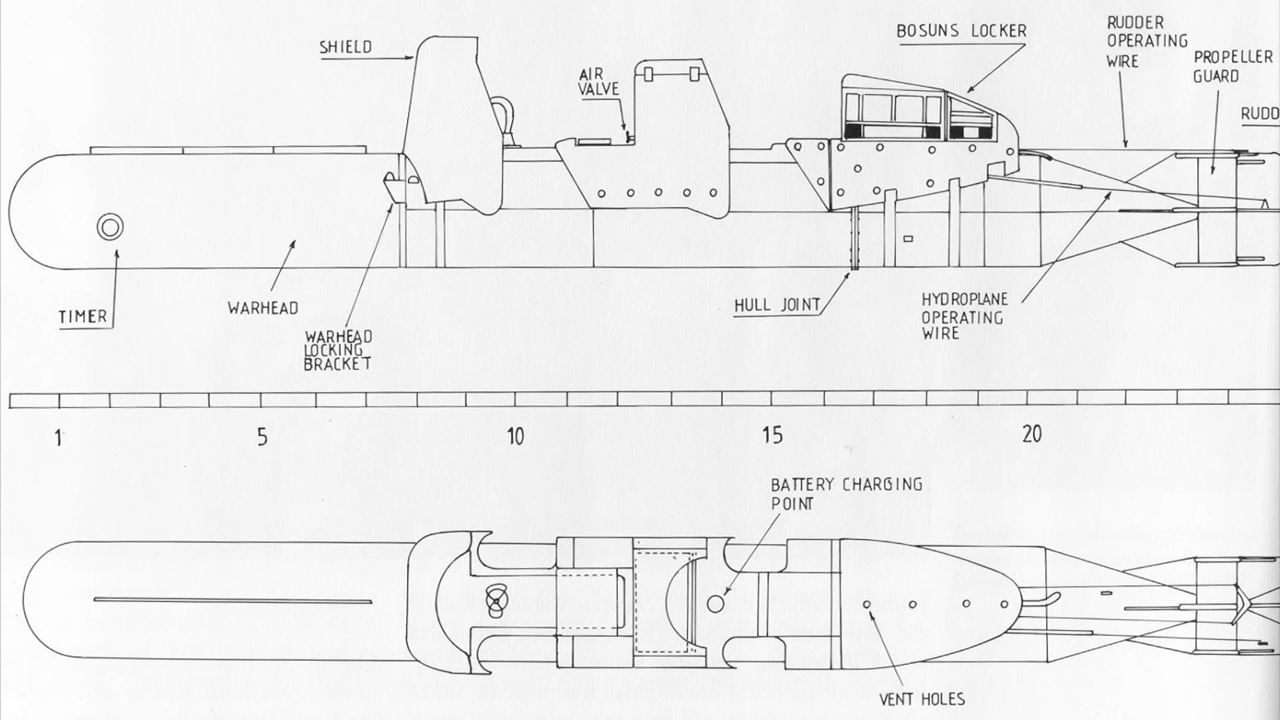 SHIELD
BOSUNS LOCKER
RUDDER
OPERATING
WIRE
PROPELLER
GUARD
AIR
VALVE
RUDD
TIMER
WARHEAD
WARHEAD
LOCKING
BRACKET
HULL JOINT
HYDROPLANE
OPERATING
WIRE
1 5 10 15 20
BATTERY CHARGING
POINT
VENT HOLES